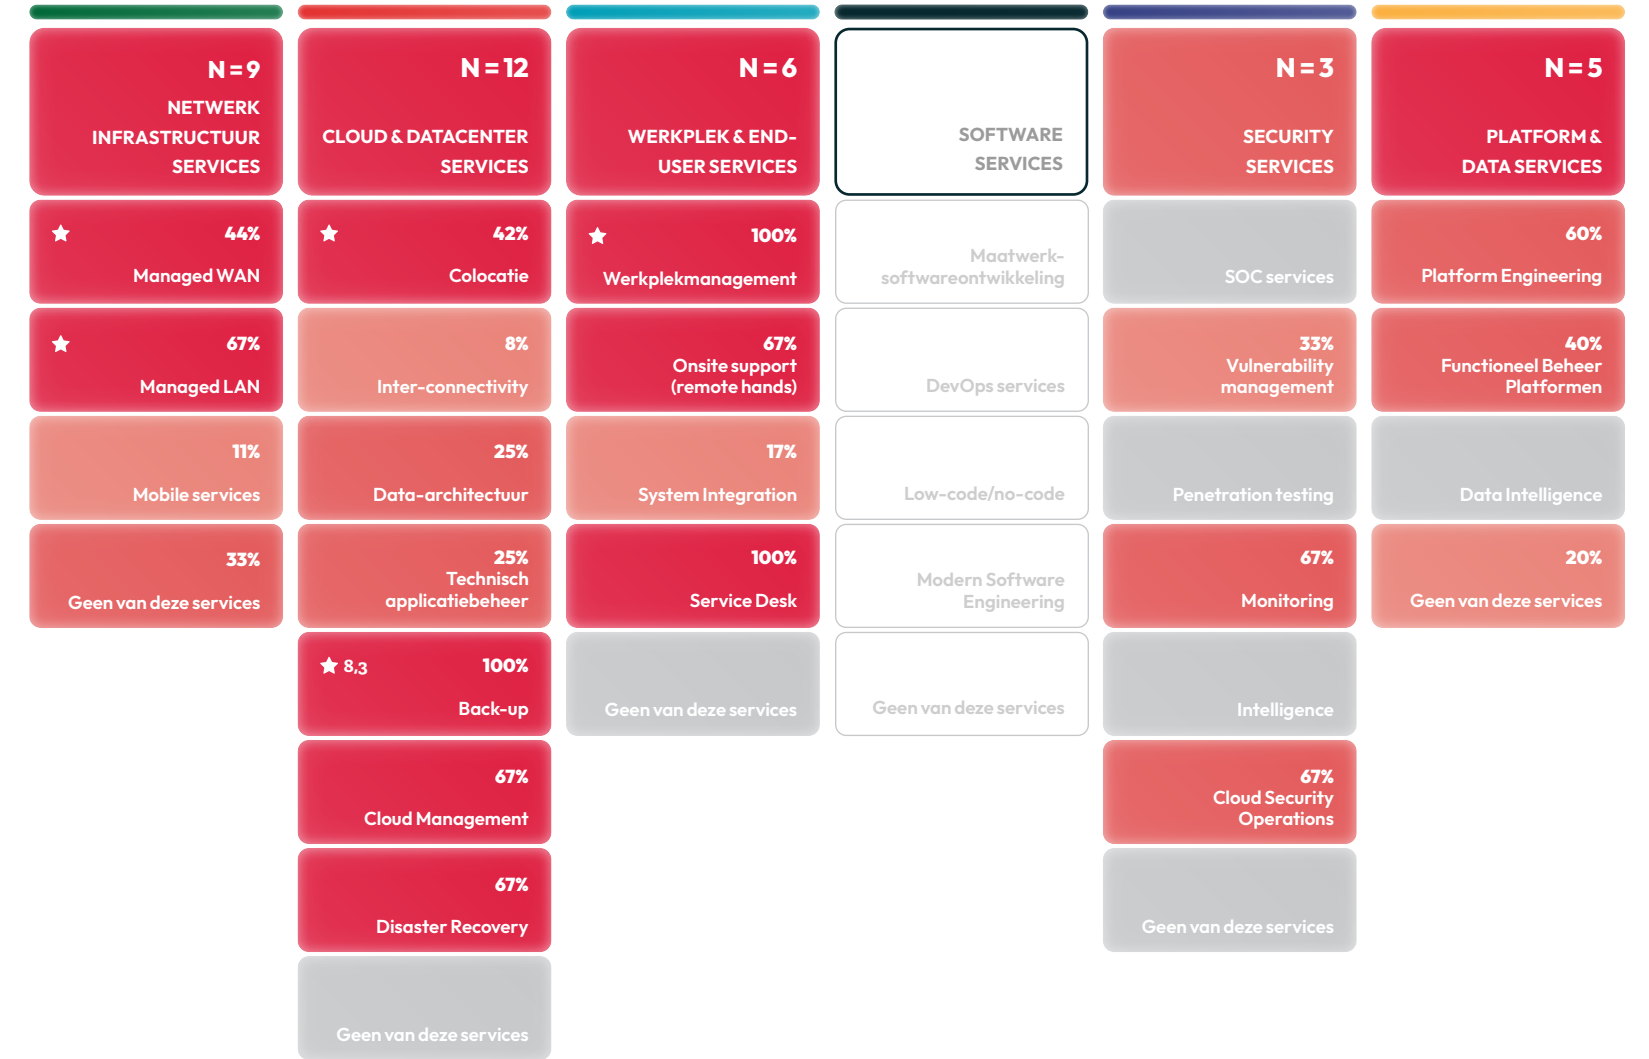 N = 9
NETWERK
INFRASTRUCTUUR
SERVICES
44%
Managed WAN
67%
Managed LAN
11%
Mobile services
33%
Geen van deze services
N = 12
CLOUD & DATACENTER
SERVICES
42%
Colocatie
8%
Inter-connectivity
25%
Data-architectuur
25%
Technisch
applicatiebeheer
8,3
100%
Back-up
67%
Cloud Management
67%
Disaster Recovery
Geen van deze services
N = 6
WERKPLEK & END-
USER SERVICES
100%
Werkplekmanagement
67%
Onsite support
(remote hands)
17%
System Integration
100%
Service Desk
Geen van deze services
SOFTWARE
SERVICES
Maatwerk-
softwareontwikkeling
DevOps services
Low-code/no-code
Modern Software
Engineering
Geen van deze services
N = 3
SECURITY
SERVICES
SOC services
33%
Vulnerability
management
Penetration testing
67%
Monitoring
Intelligence
67%
Cloud Security
Operations
Geen van deze services
N = 5
PLATFORM &
DATA SERVICES
60%
Platform Engineering
40%
Functioneel Beheer
Platformen
Data Intelligence
20%
Geen van deze services